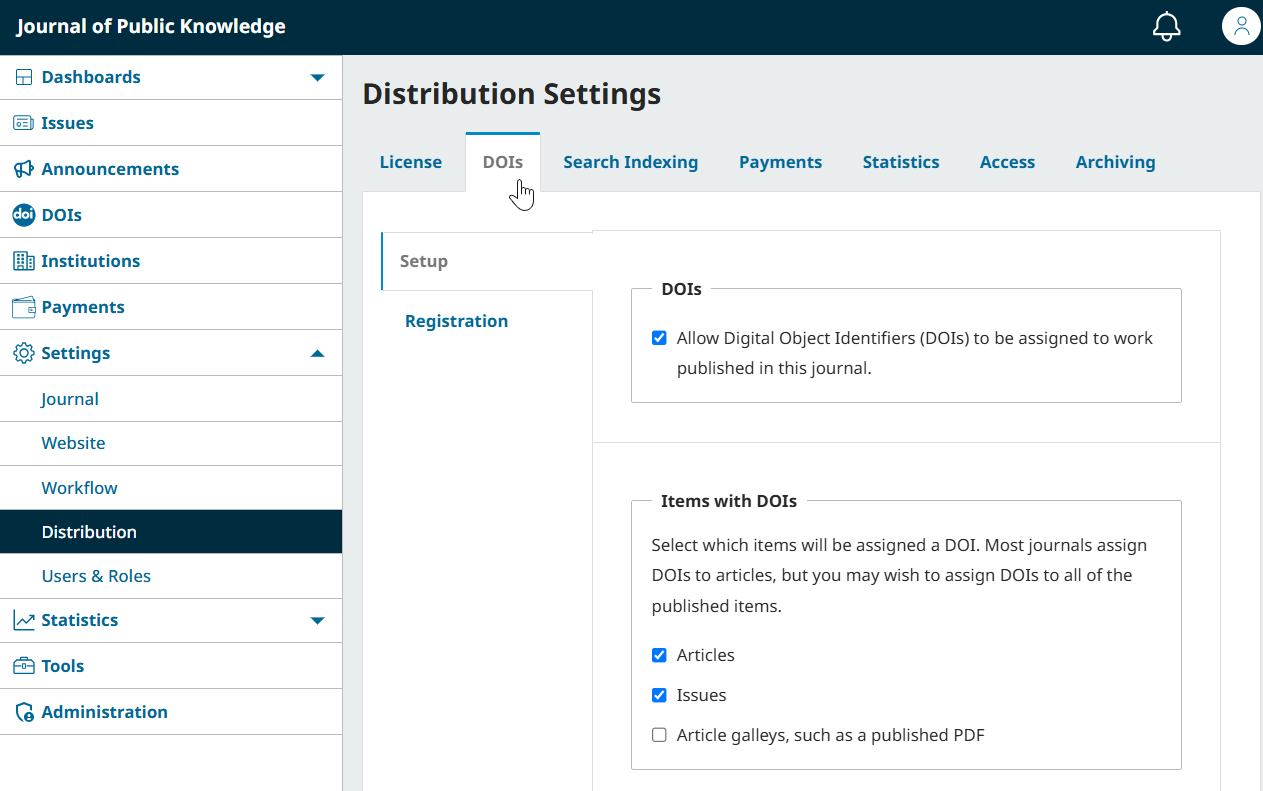 Journal of Public Knowledge
Dashboards
Issues
Announcements
doi DOIs
Institutions
Payments
Settings
Journal
Website
Workflow
Distribution
Users & Roles
Statistics
Tools
Administration
Distribution Settings
License DOIs Search Indexing Payments Statistics Access Archiving
Setup
Registration
DOIs
Allow Digital Object Identifiers (DOIs) to be assigned to work
published in this journal.
Items with DOIs
Select which items will be assigned a DOI. Most journals assign
DOIs to articles, but you may wish to assign DOIs to all of the
published items.
Articles
Issues
Article galleys, such as a published PDF